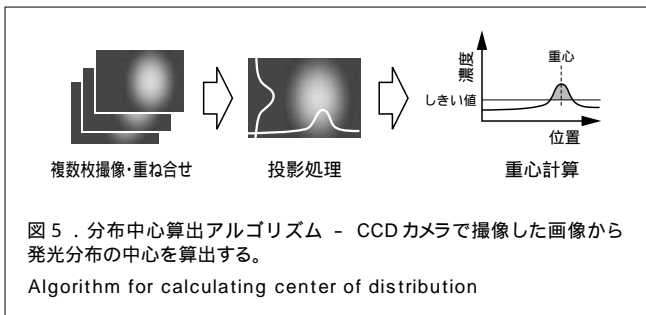 濃度
重心
しきい値
位置
複数枚撮像・重ね合せ
投影処理
重心計算
図5．分布中心算出アルゴリズム － CCDカメラで撮像した画像から
発光分布の中心を算出する。
Algorithm for calculating center of distribution